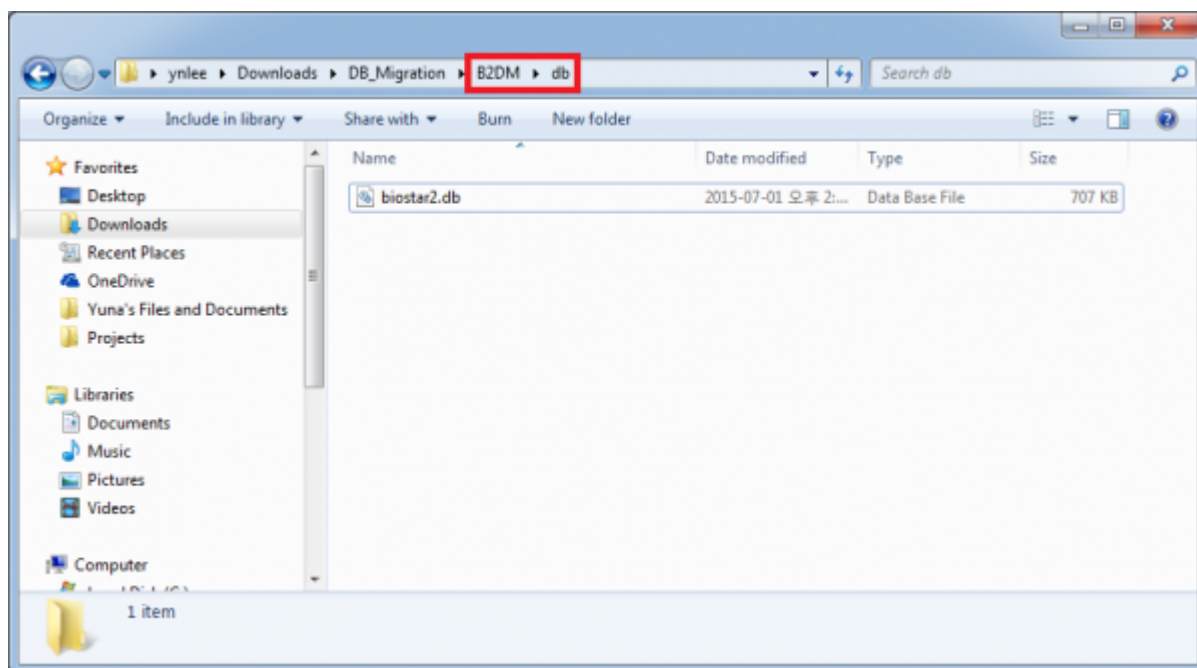 ynlee Downloads DB_Migration B2DM db Search db
Organize Include in library Share with Burn New folder
Favorites
Desktop
Downloads
Recent Places
OneDrive
Yuna's Files and Documents
Projects
Libraries
Documents
Music
Pictures
Videos
Computer
Name Date modified Type Size
biostar2.db 2015-07-01 오후 2:... Data Base File 707 KB
1 item